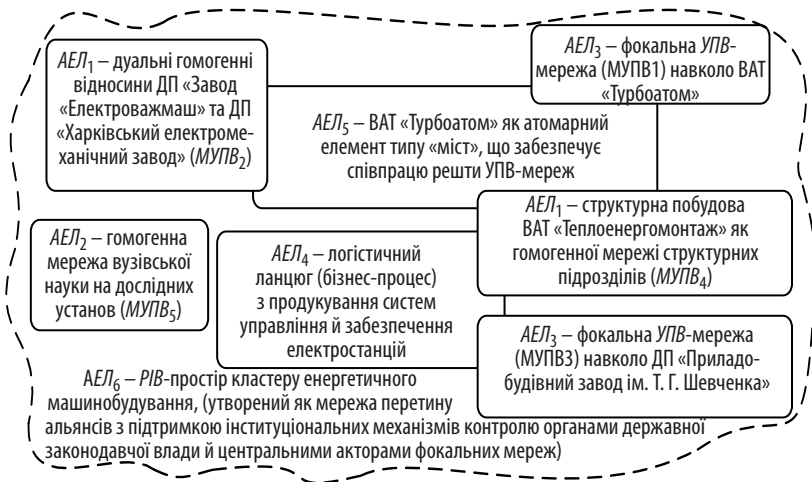 АЕЛ1 – дуальні гомогенні
відносини ДП «Завод
«Електроважмаш» та ДП
«Харківський електроме-
ханічний завод» (МУПВ2)
АЕЛ3 – фокальна УПВ-
мережа (МУПВ1) навколо ВАТ
«Турбоатом»
АЕЛ5 – ВАТ «Турбоатом» як атомарний
елемент типу «міст», що забезпечує
співпрацю решти УПВ-мереж
АЕЛ1 – структурна побудова
ВАТ «Теплоенергомонтаж» як
гомогенної мережі структурних
підрозділів (МУПВ4)
АЕЛ2 – гомогенна
мережа вузівської
науки на дослідних
установ (МУПВ5)
АЕЛ4 – логістичний
ланцюг (бізнес-процес)
з продукування систем
управління й забезпечення
електростанцій
АЕЛ3 – фокальна УПВ-мережа
(МУПВ3) навколо ДП «Приладо-
будівний завод ім. Т. Г. Шевченка»
АЕЛ6 – РІВ-простір кластеру енергетичного
машинобудування, (утворений як мережа перетину
альянсів з підтримкою інституціональних механізмів контролю органами державної
законодавчої влади й центральними акторами фокальних мереж)